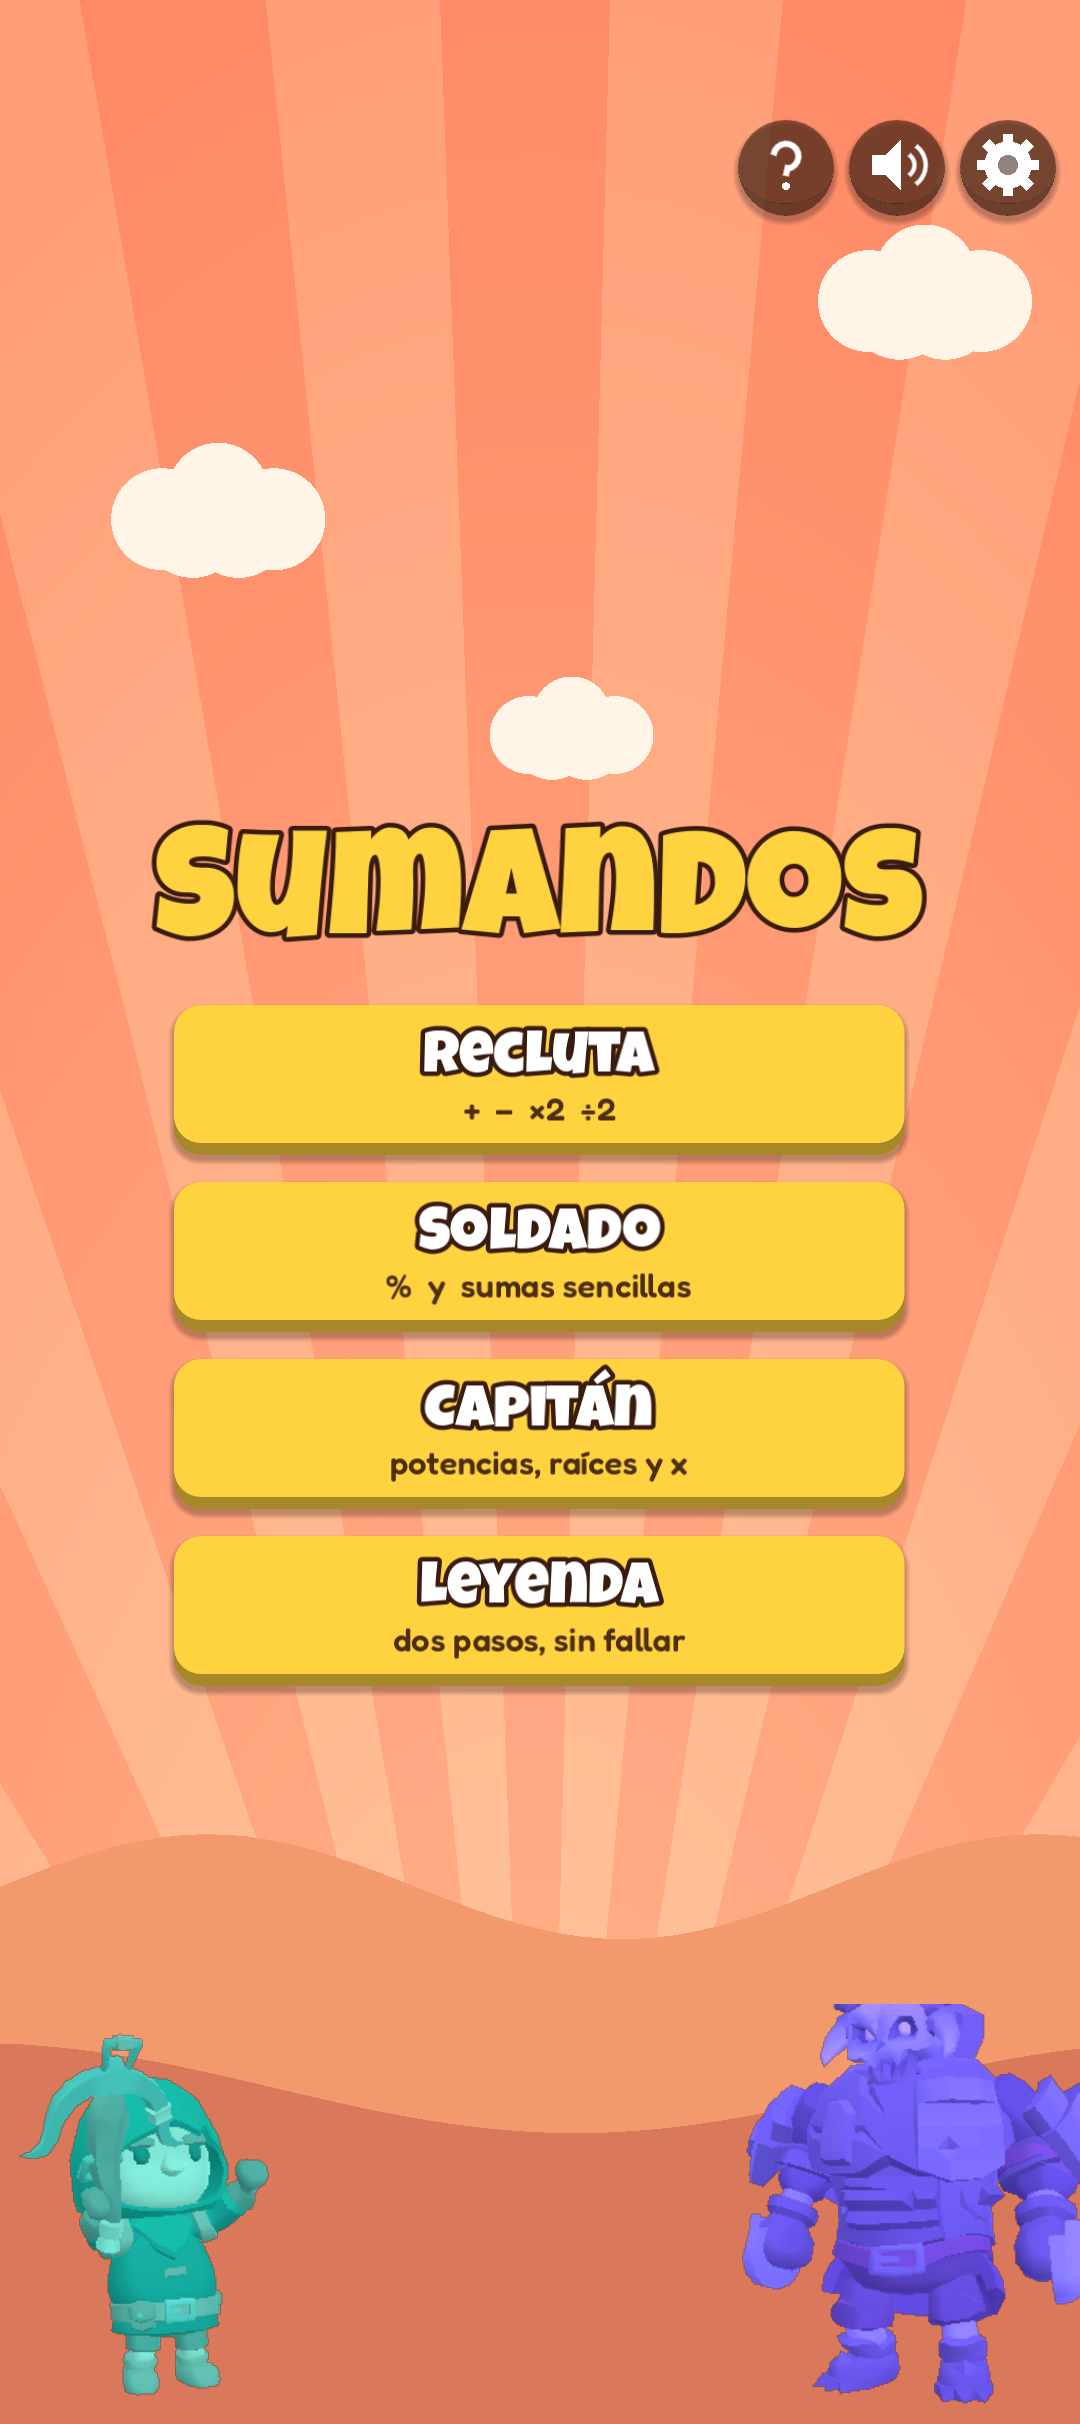 ?
SUMANDOS
RECLUTA
+ − ×2 ÷2
SOLDADO
% y sumas sencillas
CAPITÁN
potencias, raíces y x
LEYENDA
dos pasos, sin fallar